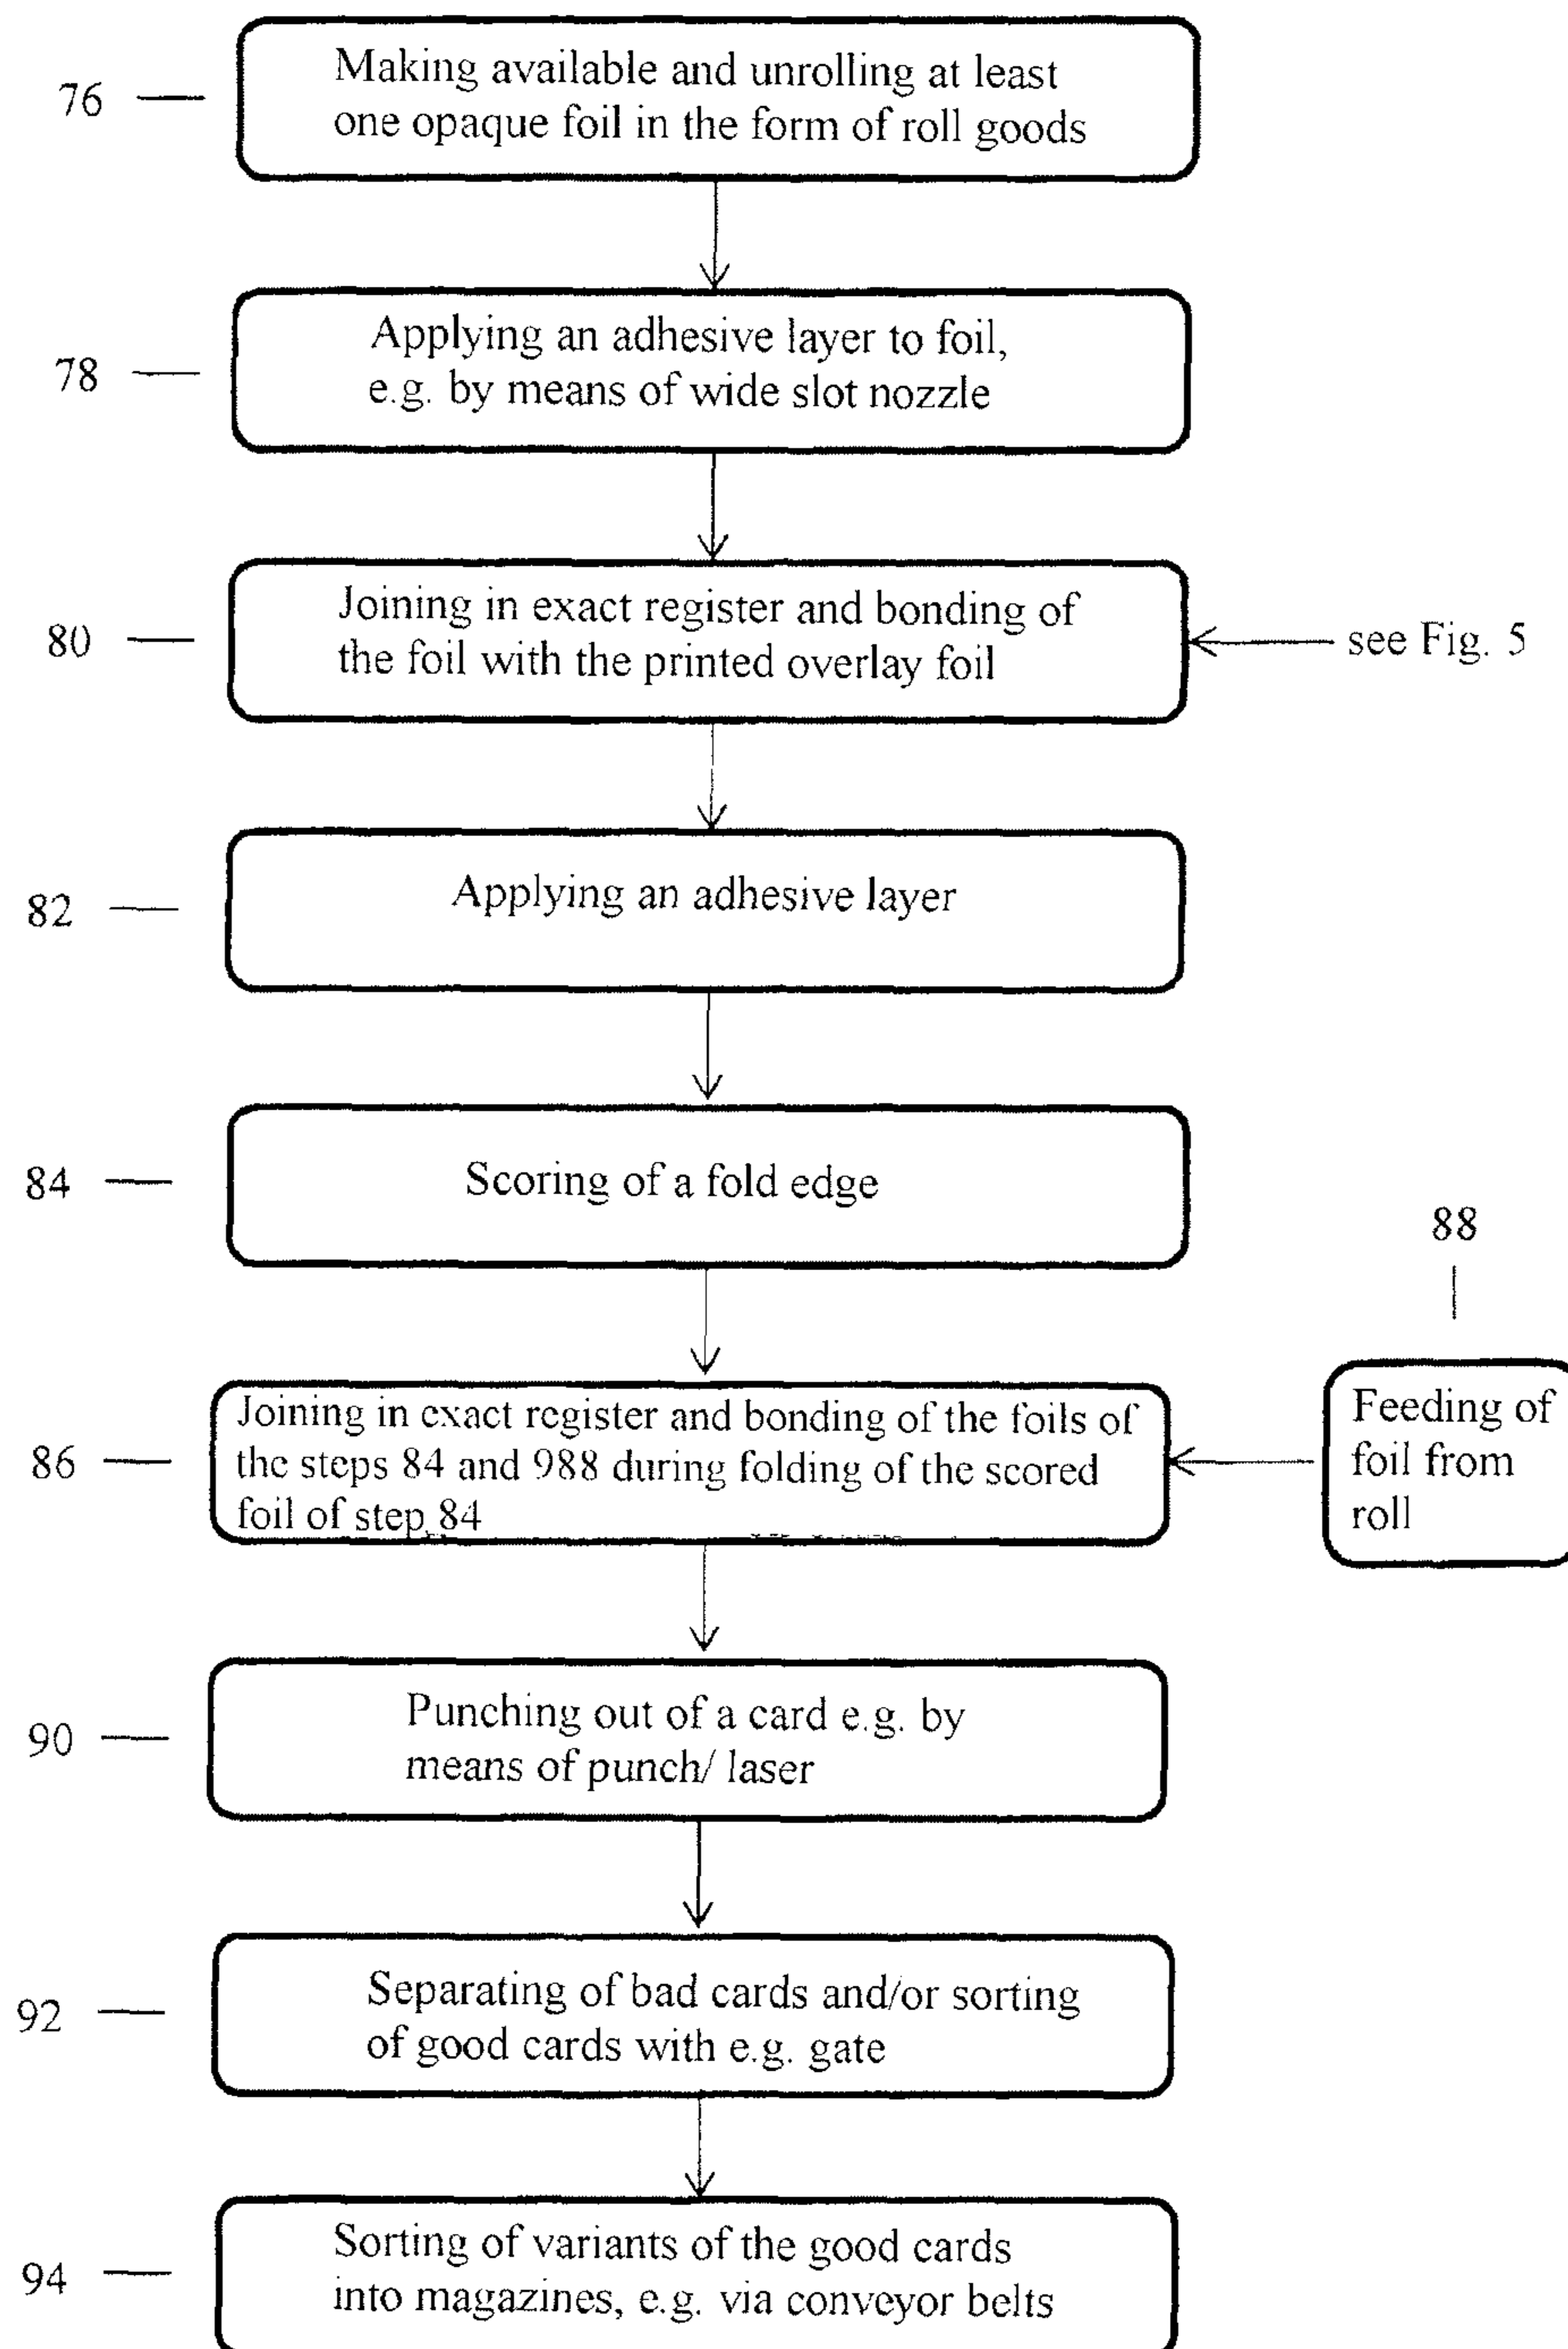 76
Making available and unrolling at least
one opaque foil in the form of roll goods
78
Applying an adhesive layer to foil,
e.g. by means of wide slot nozzle
80
Joining in exact register and bonding of
the foil with the printed overlay foil
see Fig. 5
82
Applying an adhesive layer
84
Scoring of a fold edge
88
86
Joining in exact register and bonding of the foils of
the steps 84 and 988 during folding of the scored
foil of step 84
Feeding of
foil from
roll
90
Punching out of a card e.g. by
means of punch/ laser
92
Separating of bad cards and/or sorting
of good cards with e.g. gate
94
Sorting of variants of the good cards
into magazines, e.g. via conveyor belts